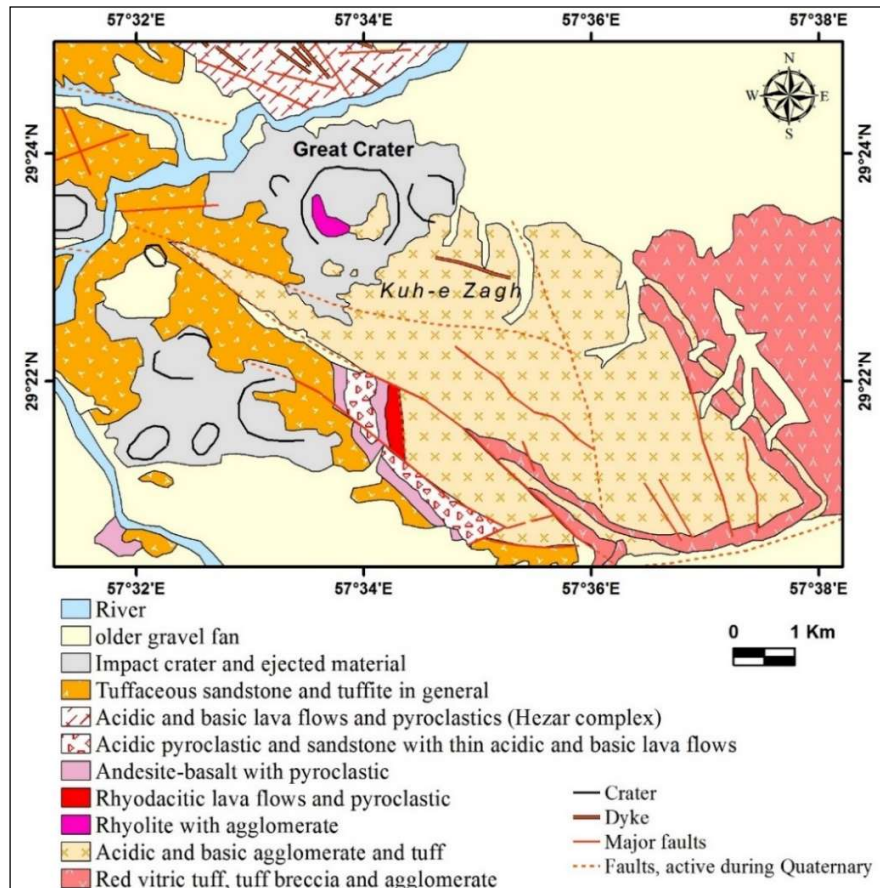 57°32'E 57°34'E 57°36'E 57°38'E
N
W E
S
29°24'N 29°24'N
Great Crater
Kuh-e Zagh
29°22'N 29°22'N
57°32'E 57°34'E 57°36'E 57°38'E
River
older gravel fan
0 1 Km
Impact crater and ejected material
Tuffaceous sandstone and tuffite in general
Acidic and basic lava flows and pyroclastics (Hezar complex)
Acidic pyroclastic and sandstone with thin acidic and basic lava flows
Andesite-basalt with pyroclastic
Rhyodacitic lava flows and pyroclastic
Rhyolite with agglomerate
Acidic and basic agglomerate and tuff
Red vitric tuff, tuff breccia and agglomerate
Crater
Dyke
Major faults
Faults, active during Quaternary